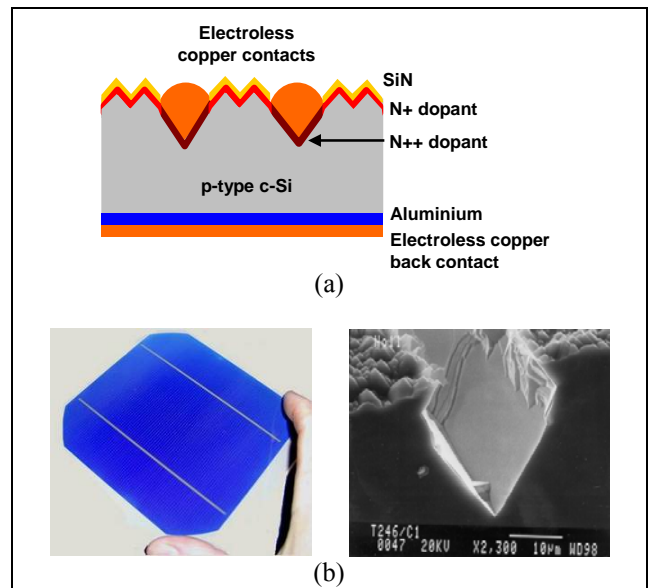 Electroless
copper contacts
SiN
N+ dopant
N++ dopant
p-type c-Si
Aluminium
Electroless copper
back contact
(a)
T246/C1
0047 20KV X2,300 10µm WD98
(b)